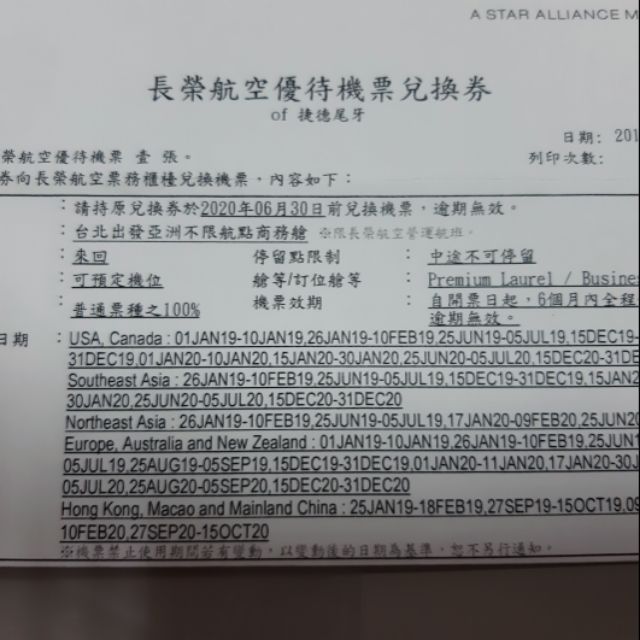 A STAR ALLIANCE M
長榮航空優待機票兌換券
of 捷德尾牙
日期: 201
榮航空優待機票 壹 張。 列印次數:
券向長榮航空票務櫃檯兌換機票，內容如下：
：請持原兌換券於2020年06月30日前兌換機票，逾期無效。
：台北出發亞洲不限航點商務艙 ※限長榮航空營運航班。
：來回 停留點限制 ：中途不可停留
：可預定機位 艙等/訂位艙等 ：Premium Laurel / Busine
：普通票種之100% 機票效期 ：自開票日起，6個月內全程
逾期無效。
日期 ：USA, Canada : 01JAN19-10JAN19,26JAN19-10FEB19,25JUN19-05JUL19,15DEC19-
31DEC19,01JAN20-10JAN20,15JAN20-30JAN20,25JUN20-05JUL20,15DEC20-31DE
Southeast Asia : 26JAN19-10FEB19,25JUN19-05JUL19,15DEC19-31DEC19,15JAN2
30JAN20,25JUN20-05JUL20,15DEC20-31DEC20
Northeast Asia : 26JAN19-10FEB19,25JUN19-05JUL19,17JAN20-09FEB20,25JUN20
Europe, Australia and New Zealand : 01JAN19-10JAN19,26JAN19-10FEB19,25JUN1
05JUL19,25AUG19-05SEP19,15DEC19-31DEC19,01JAN20-11JAN20,17JAN20-30J
05JUL20,25AUG20-05SEP20,15DEC20-31DEC20
Hong Kong, Macao and Mainland China : 25JAN19-18FEB19,27SEP19-15OCT19,09
10FEB20,27SEP20-15OCT20
※機票禁止使用期間若有變動，以變動後的日期為基準，恕不另行通知。